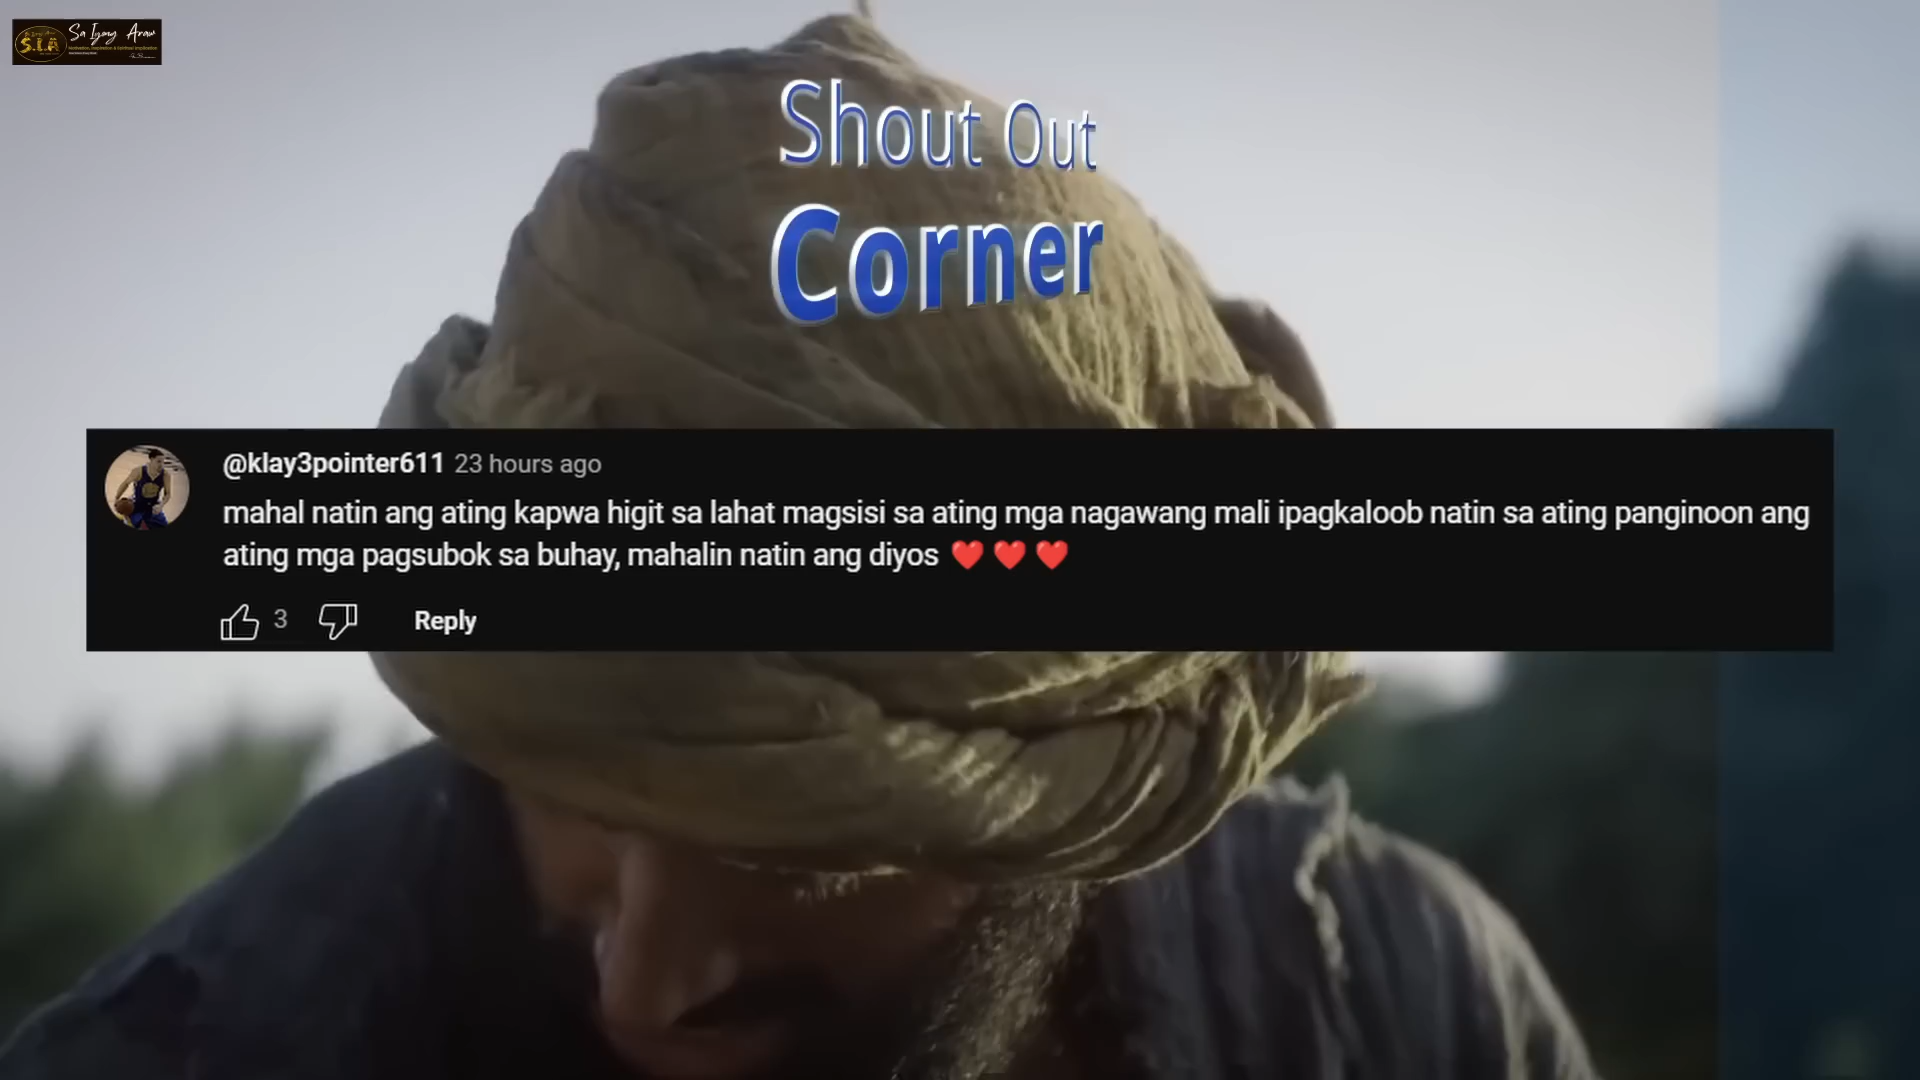 Sa Iyong Araw
S.I.A
Shout Out
Corner
@klay3pointer611 23 hours ago
mahal natin ang ating kapwa higit sa lahat magsisi sa ating mga nagawang mali ipagkaloob natin sa ating panginoon ang
ating mga pagsubok sa buhay, mahalin natin ang diyos ❤️ ❤️ ❤️
3 Reply